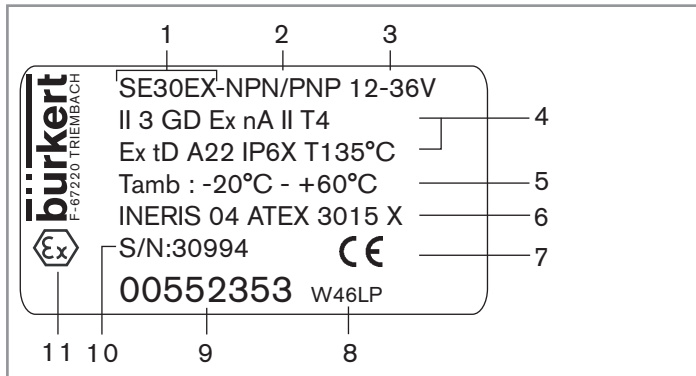 1 2 3
bürkert
F-67220 TRIEMBACH
SE30EX-NPN/PNP 12-36V
II 3 GD Ex nA II T4
4
Ex tD A22 IP6X T135°C
Tamb : -20°C - +60°C 5
INERIS 04 ATEX 3015 X 6
Ex S/N:30994 CE 7
00552353 W46LP
11 10 9 8